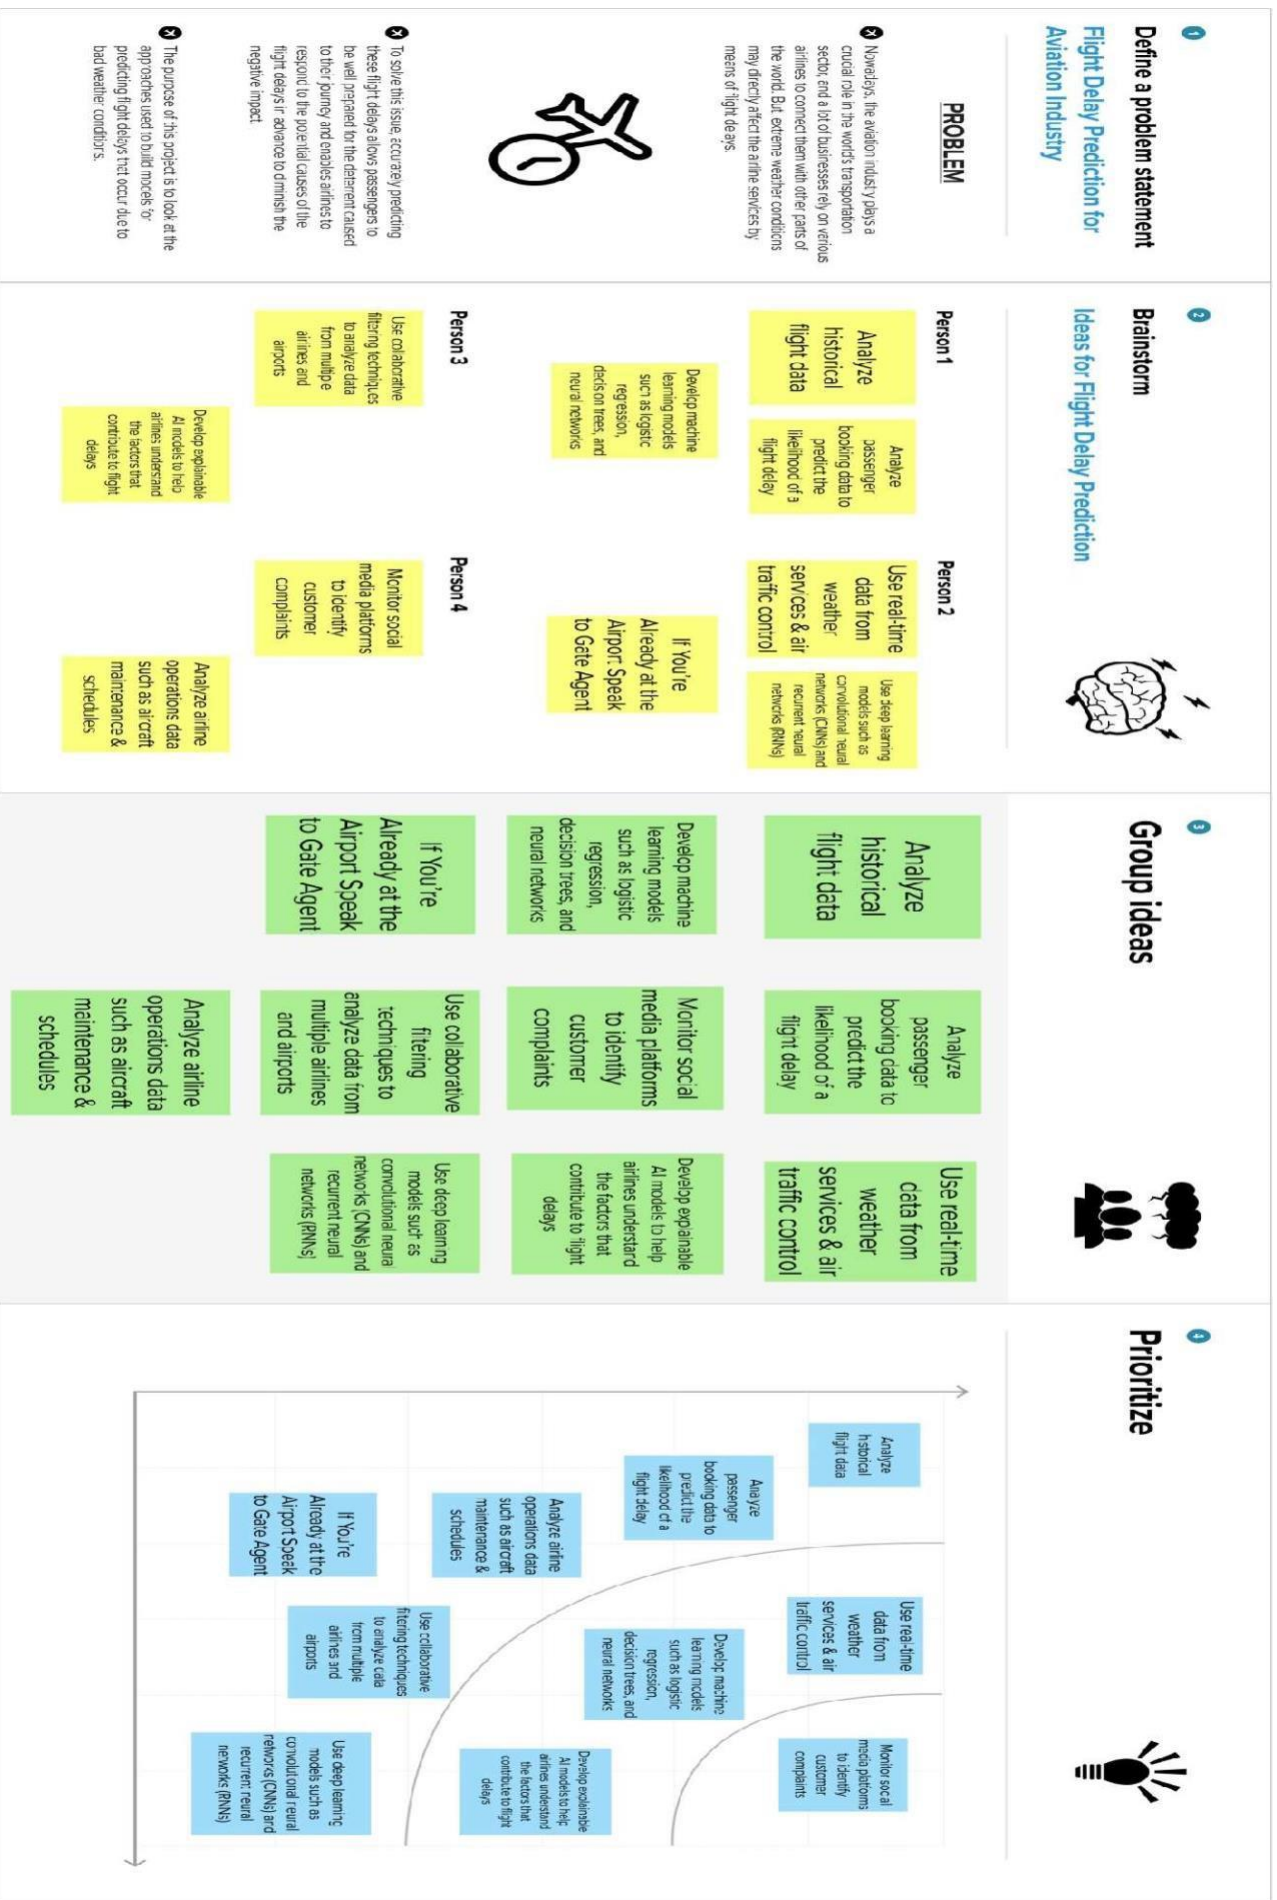 1
Define a problem statement
Flight Delay Prediction for
Aviation Industry
PROBLEM
Nowadays, the aviation industry plays a
crucial role in the world's transportation
sector, and a lot of businesses rely on various
airlines to connect them with other parts of
the world. But extreme weather conditions
may directly affect the airline services by
means of flight delays.
To solve this issue, accurately predicting
these flight delays allows passengers to
be well prepared for the deterrent caused
to their journey and enables airlines to
respond to the potential causes of the
flight delays in advance to diminish the
negative impact.
The purpose of this project is to look at the
approaches used to build models for
predicting flight delays that occur due to
bad weather conditions.
2
Brainstorm
Ideas for Flight Delay Prediction
Person 1
Analyze
historical
flight data
Analyze
passenger
booking data to
predict the
likelihood of a
flight delay
Develop machine
learning models
such as logistic
regression,
decision trees, and
neural networks
Person 2
Use real-time
data from
weather
services & air
traffic control
Use deep learning
models such as
convolutional neural
networks (CNNs) and
recurrent neural
networks (RNNs)
If You're
Already at the
Airport Speak
to Gate Agent
Person 3
Use collaborative
filtering techniques
to analyze data
from multiple
airlines and
airports
Develop explainable
AI models to help
airlines understand
the factors that
contribute to flight
delays
Person 4
Monitor social
media platforms
to identify
customer
complaints
Analyze airline
operations data
such as aircraft
maintenance &
schedules
3
Group ideas
Analyze
historical
flight data
Analyze
passenger
booking data to
predict the
likelihood of a
flight delay
Use real-time
data from
weather
services & air
traffic control
Develop machine
learning models
such as logistic
regression,
decision trees, and
neural networks
Monitor social
media platforms
to identify
customer
complaints
Develop explainable
AI models to help
airlines understand
the factors that
contribute to flight
delays
If You're
Already at the
Airport Speak
to Gate Agent
Use collaborative
filtering
techniques to
analyze data from
multiple airlines
and airports
Use deep learning
models such as
convolutional neural
networks (CNNs) and
recurrent neural
networks (RNNs)
Analyze airline
operations data
such as aircraft
maintenance &
schedules
4
Prioritize
Analyze
historical
flight data
Use real-time
data from
weather
services & air
traffic control
Monitor social
media platforms
to identify
customer
complaints
Analyze
passenger
booking data to
predict the
likelihood of a
flight delay
Develop machine
learning models
such as logistic
regression,
decision trees, and
neural networks
Analyze airline
operations data
such as aircraft
maintenance &
schedules
Develop explainable
AI models to help
airlines understand
the factors that
contribute to flight
delays
If You're
Already at the
Airport Speak
to Gate Agent
Use collaborative
filtering techniques
to analyze data
from multiple
airlines and
airports
Use deep learning
models such as
convolutional neural
networks (CNNs) and
recurrent neural
networks (RNNs)